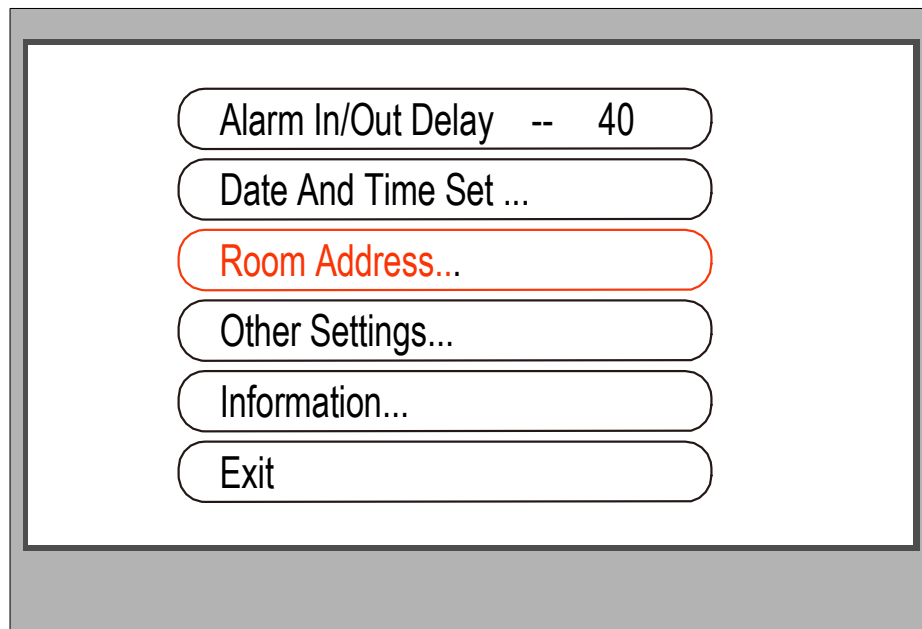 Alarm In/Out Delay -- 40
Date And Time Set ...
Room Address...
Other Settings...
Information...
Exit